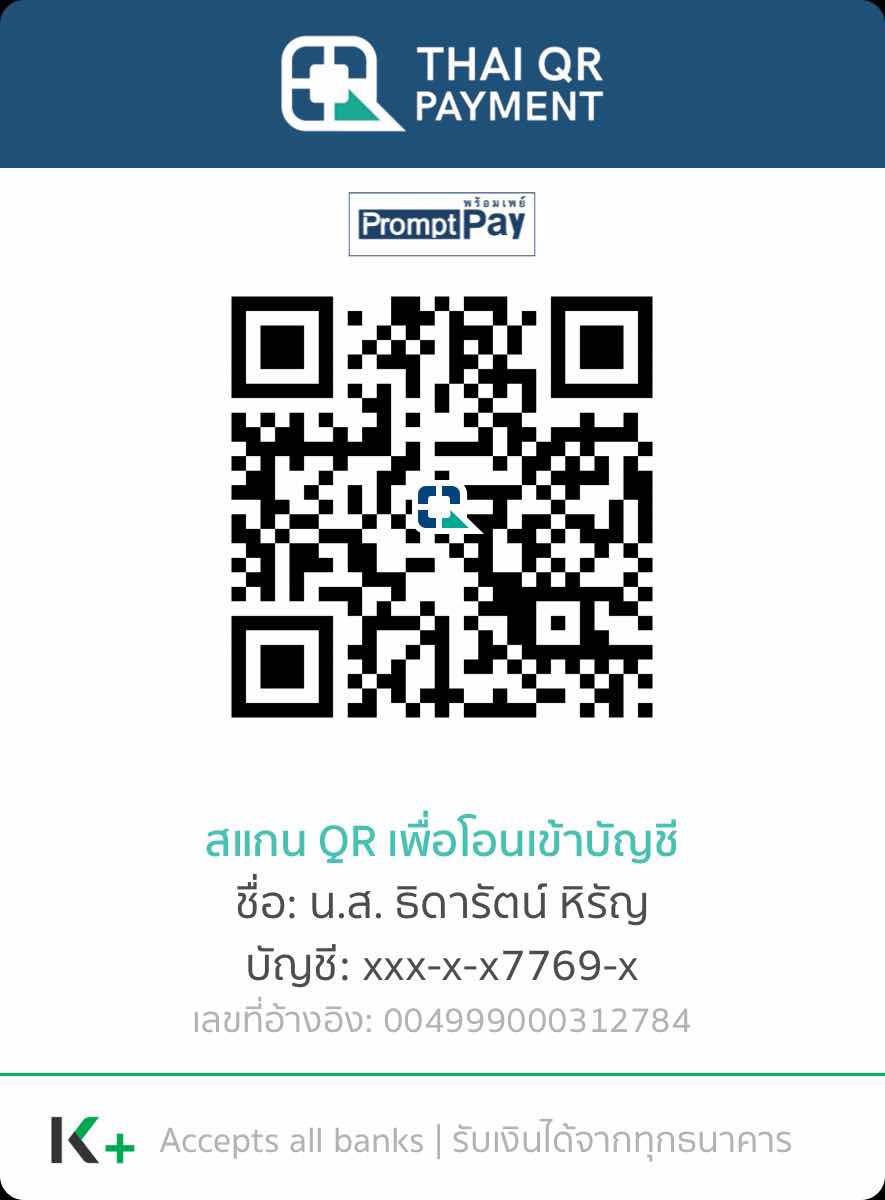 THAI QR
PAYMENT
พร้อมเพย์
PromptPay
สแกน QR เพื่อโอนเข้าบัญชี
ชื่อ: น.ส. ธิดารัตน์ หิรัญ
บัญชี: xxx-x-x7769-x
เลขที่อ้างอิง: 004999000312784
K+ Accepts all banks | รับเงินได้จากทุกธนาคาร